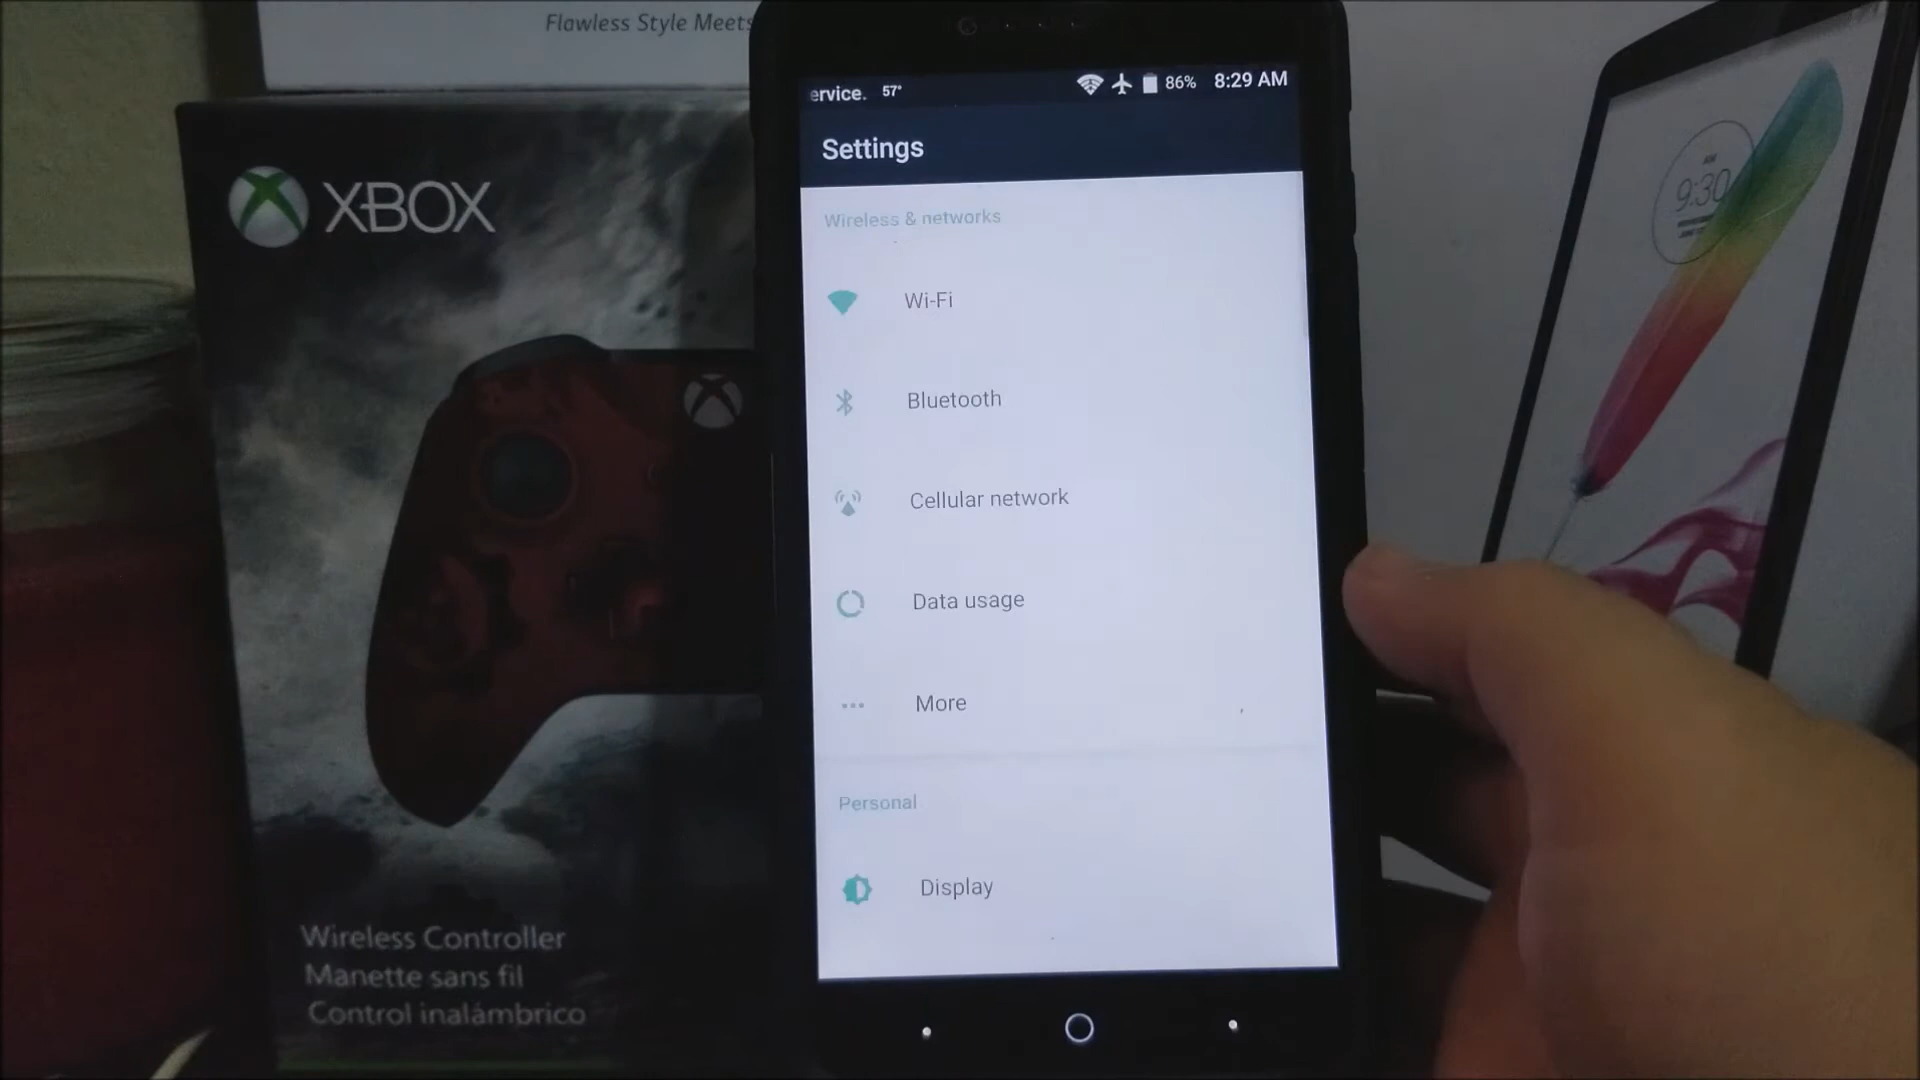 Flawless Style Meets
XBOX
Wireless Controller
Manette sans fil
Control inalámbrico
ervice. 57° 86% 8:29 AM
Settings
Wireless & networks
Wi-Fi
Bluetooth
Cellular network
Data usage
More
Personal
Display
AM
9:30